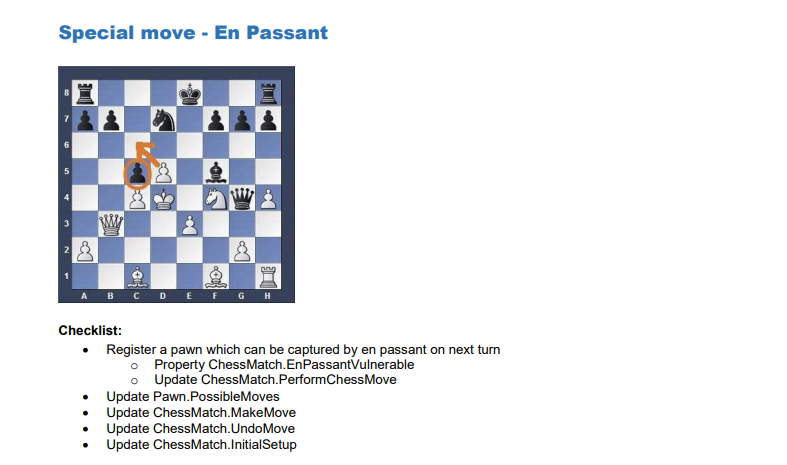 Special move - En Passant
8
7
6
5
4
3
2
1
A B C D E F G H
Checklist:
• Register a pawn which can be captured by en passant on next turn
o Property ChessMatch.EnPassantVulnerable
o Update ChessMatch.PerformChessMove
• Update Pawn.PossibleMoves
• Update ChessMatch.MakeMove
• Update ChessMatch.UndoMove
• Update ChessMatch.InitialSetup